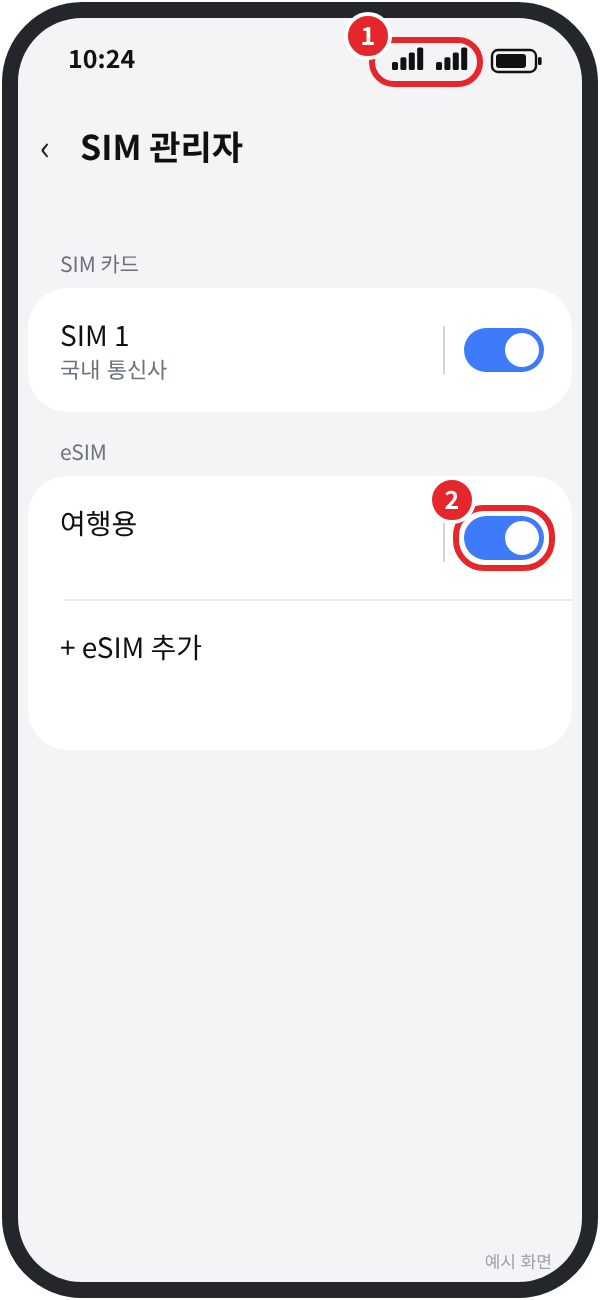 10:24
1
‹ SIM 관리자
SIM 카드
SIM 1
국내 통신사
eSIM
2
여행용
+ eSIM 추가
예시 화면